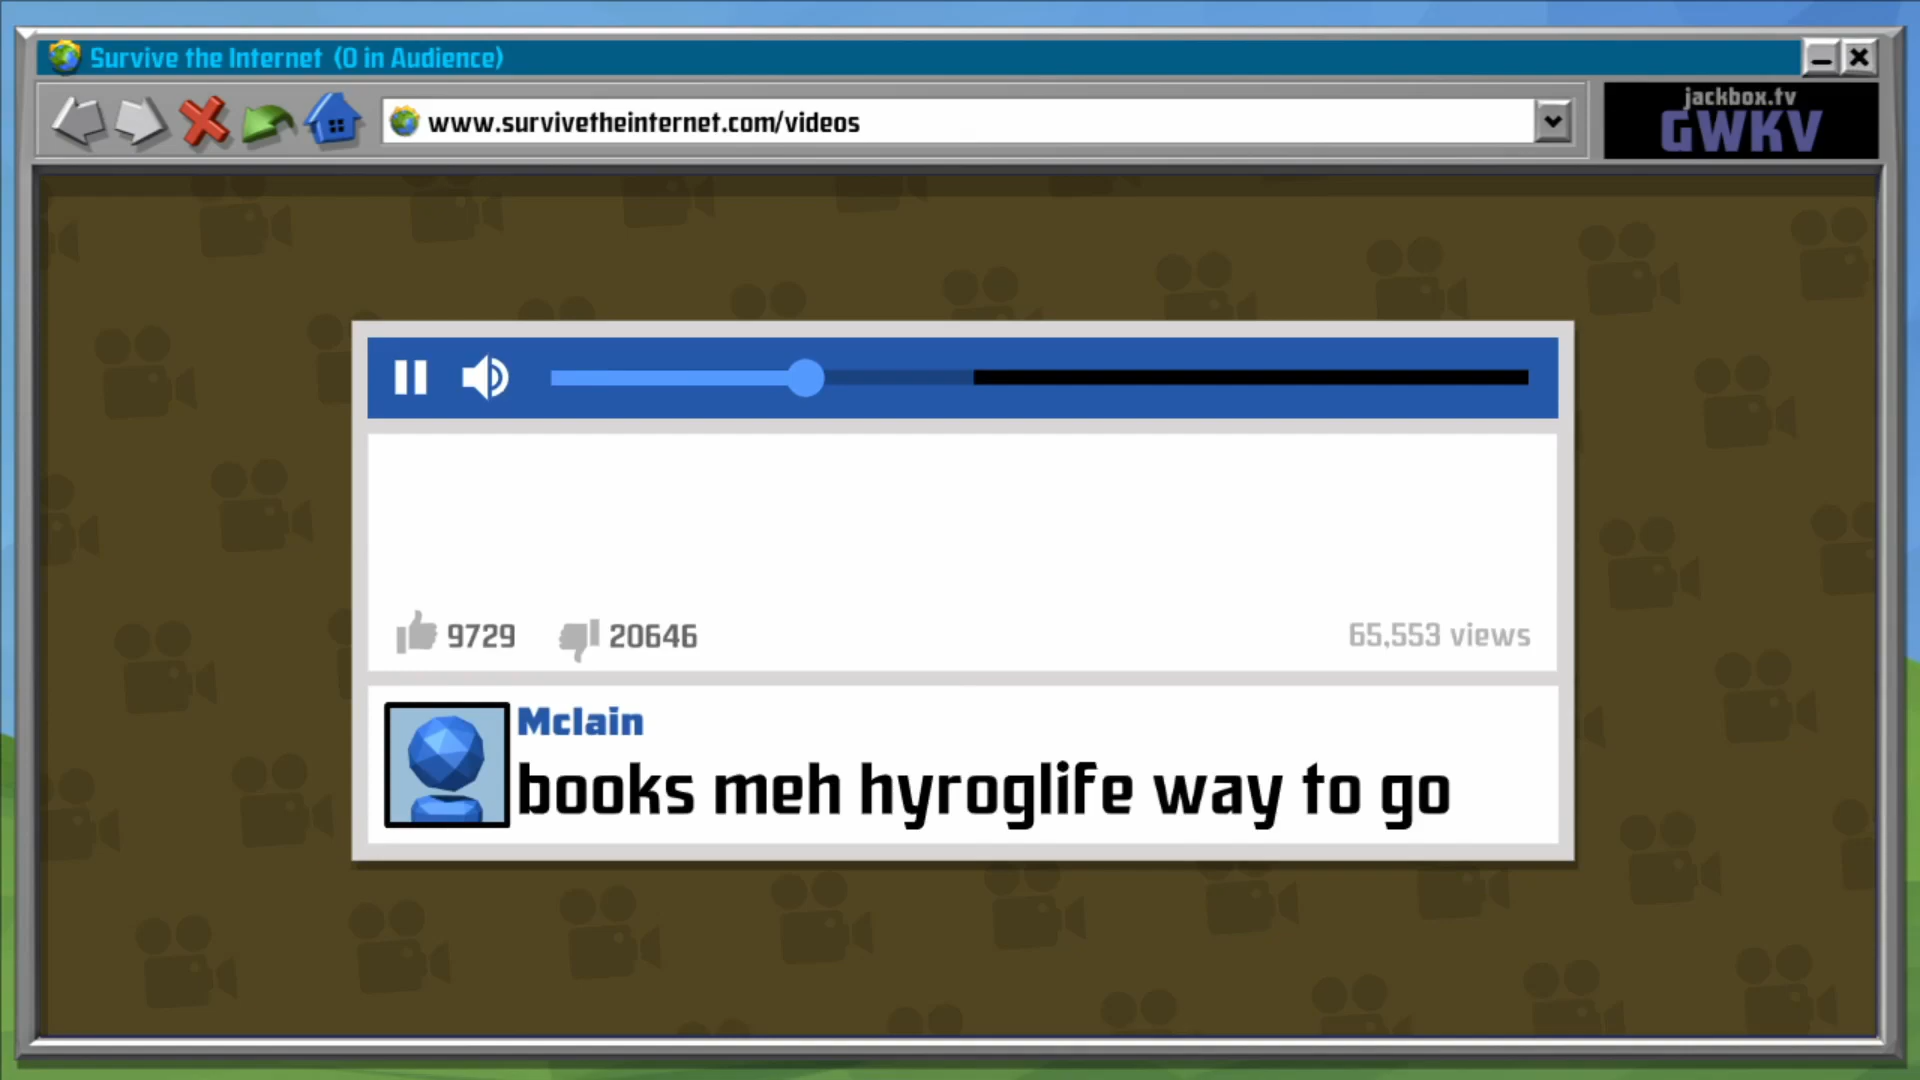 Survive the Internet (0 in Audience)
www.survivetheinternet.com/videos
jackbox.tv
GWKV
9729 20646 65,553 views
Mclain
books meh hyroglife way to go